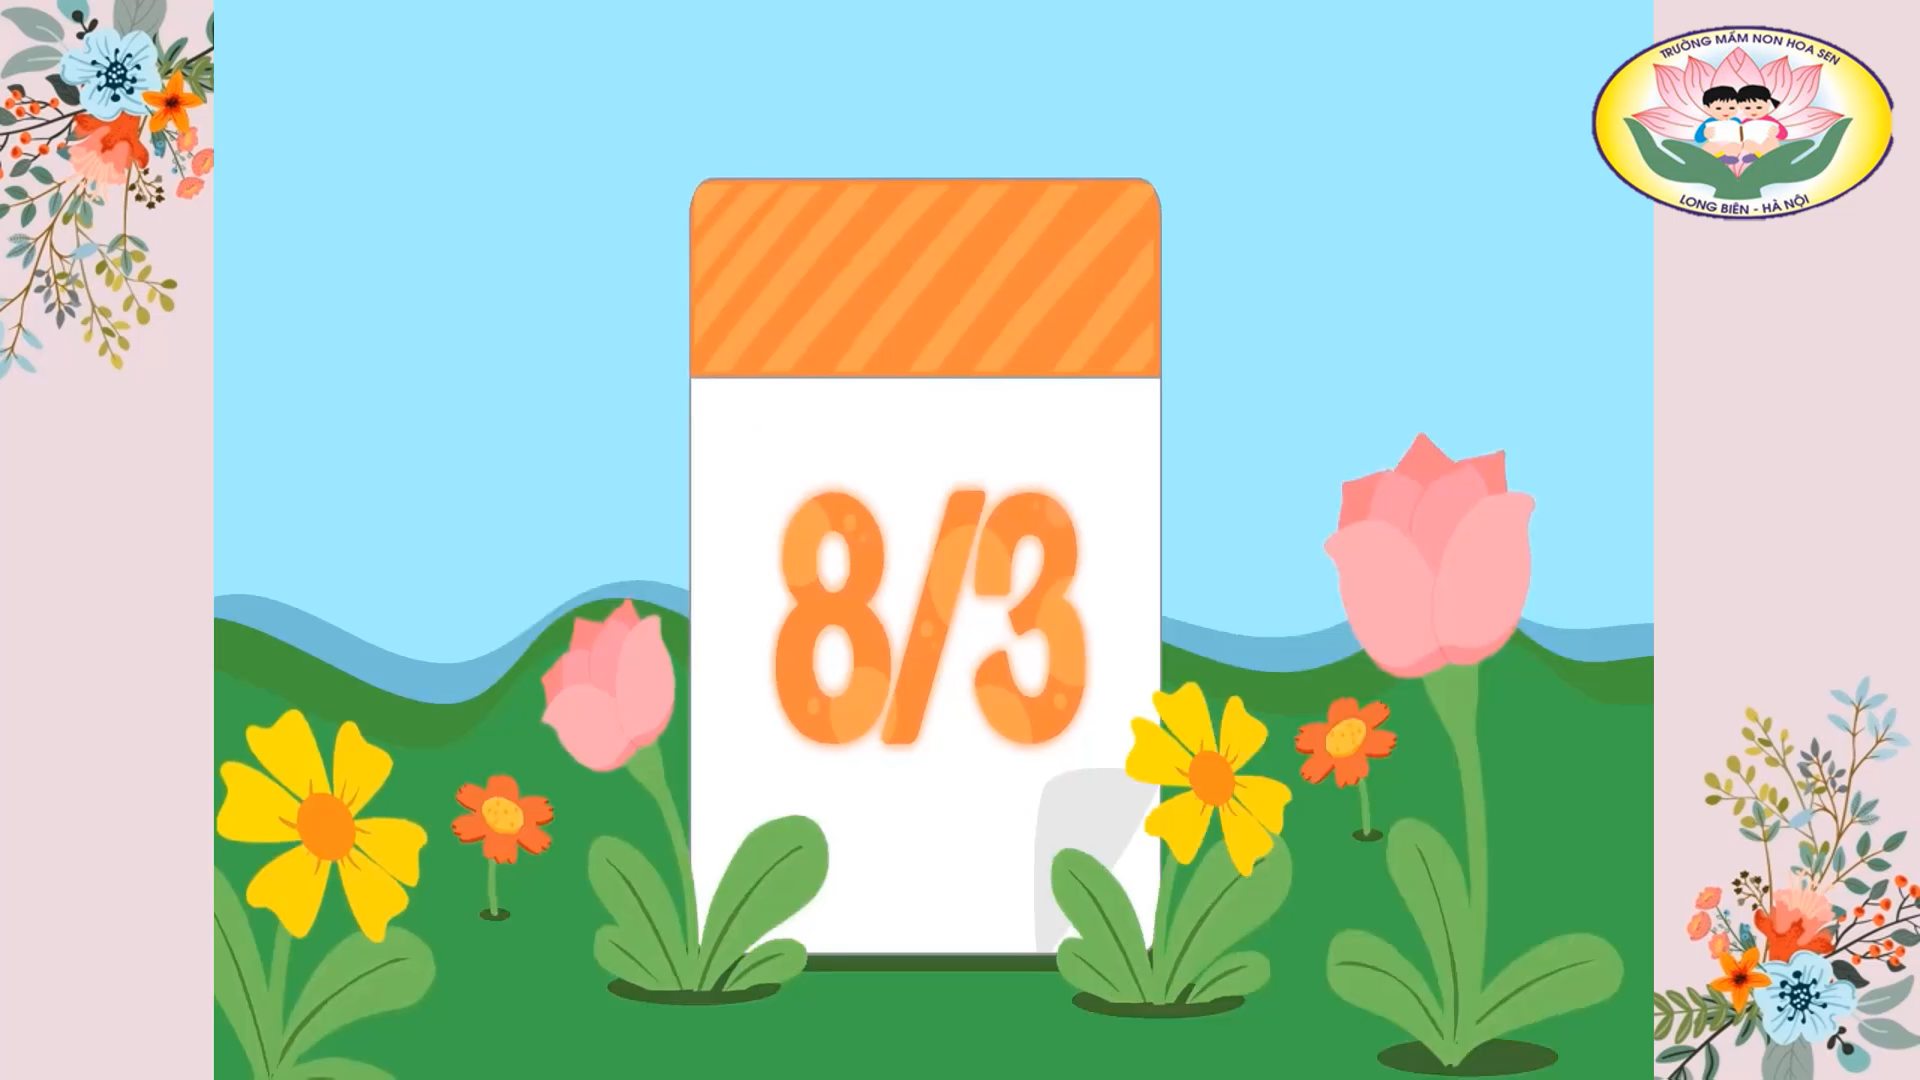 TRƯỜNG MẦM NON HOA SEN
LONG BIÊN - HÀ NỘI
8/3